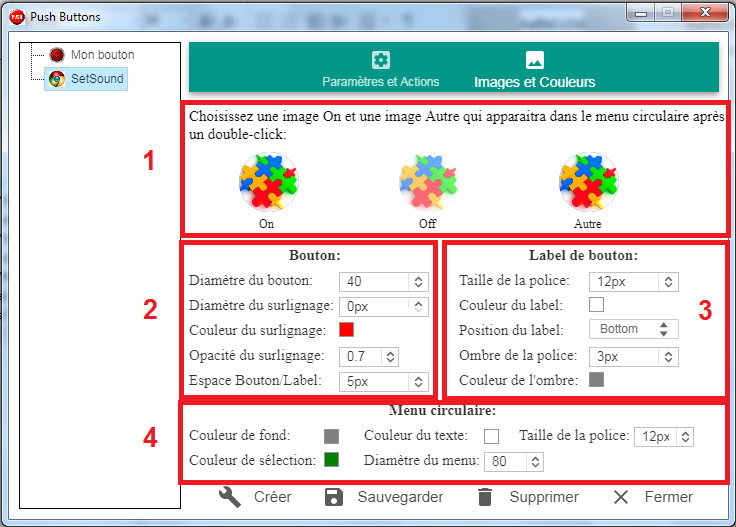 Push Buttons
Mon bouton
SetSound
Paramètres et Actions
Images et Couleurs
1
Choisissez une image On et une image Autre qui apparaitra dans le menu circulaire après
un double-click:
On Off Autre
2
Bouton:
Diamètre du bouton: 40
Diamètre du surlignage: 0px
Couleur du surlignage:
Opacité du surlignage: 0.7
Espace Bouton/Label: 5px
3
Label de bouton:
Taille de la police: 12px
Couleur du label:
Position du label: Bottom
Ombre de la police: 3px
Couleur de l'ombre:
4
Menu circulaire:
Couleur de fond: Couleur du texte: Taille de la police: 12px
Couleur de sélection: Diamètre du menu: 80
Créer Sauvegarder Supprimer Fermer